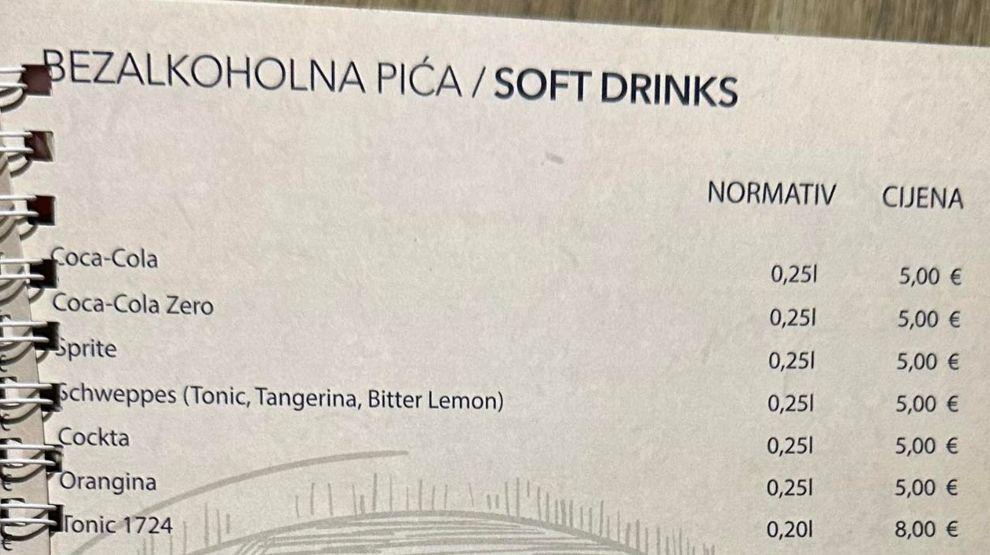 BEZALKOHOLNA PIĆA / SOFT DRINKS
NORMATIV CIJENA
Coca-Cola 0,25l 5,00 €
Coca-Cola Zero 0,25l 5,00 €
Sprite 0,25l 5,00 €
Schweppes (Tonic, Tangerina, Bitter Lemon) 0,25l 5,00 €
Cockta 0,25l 5,00 €
Orangina 0,25l 5,00 €
Tonic 1724 0,20l 8,00 €